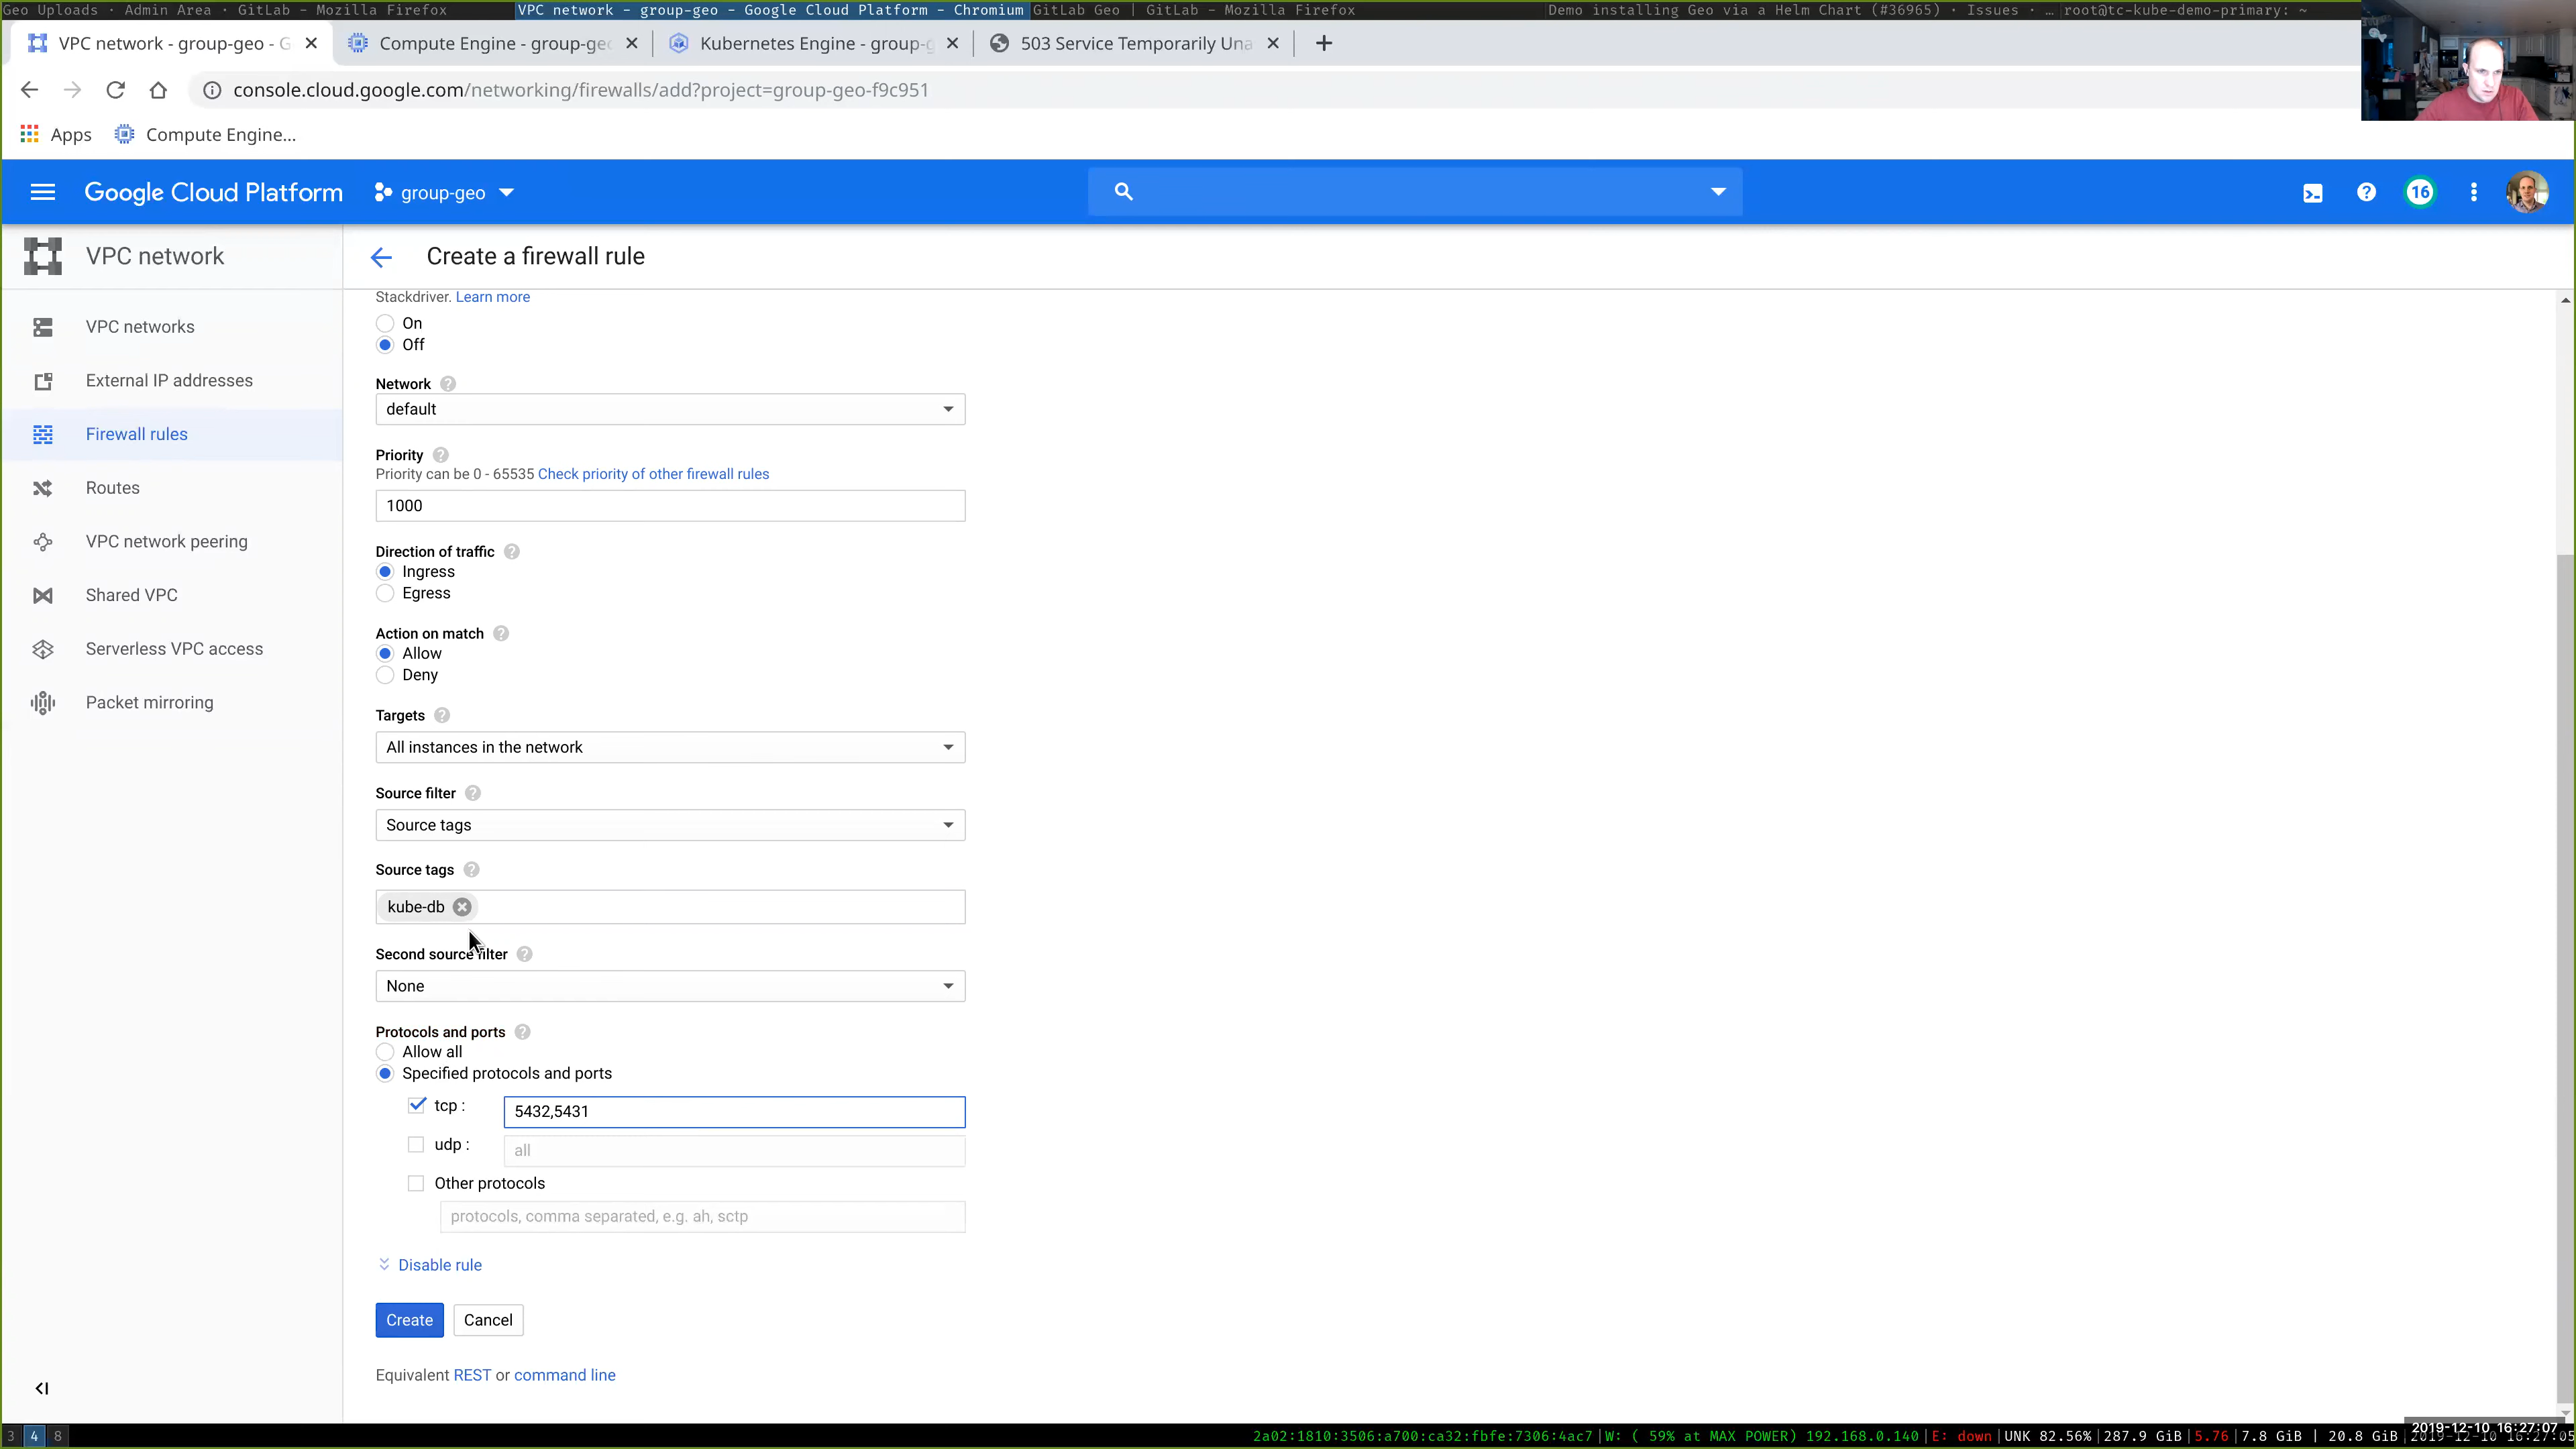 Geo Uploads · Admin Area · GitLab - Mozilla Firefox
VPC network - group-geo - Google Cloud Platform - Chromium
GitLab Geo | GitLab - Mozilla Firefox
Demo installing Geo via a Helm Chart (#36965) · Issues · …
root@tc-kube-demo-primary: ~
VPC network - group-geo - G
Compute Engine - group-geo
Kubernetes Engine - group-g
503 Service Temporarily Una
console.cloud.google.com/networking/firewalls/add?project=group-geo-f9c951
Apps
Compute Engine...
Google Cloud Platform
group-geo
16
VPC network
Create a firewall rule
VPC networks
External IP addresses
Firewall rules
Routes
VPC network peering
Shared VPC
Serverless VPC access
Packet mirroring
Stackdriver. Learn more
On
Off
Network
default
Priority
Priority can be 0 - 65535 Check priority of other firewall rules
1000
Direction of traffic
Ingress
Egress
Action on match
Allow
Deny
Targets
All instances in the network
Source filter
Source tags
Source tags
kube-db
Second source filter
None
Protocols and ports
Allow all
Specified protocols and ports
tcp :
5432,5431
udp :
all
Other protocols
protocols, comma separated, e.g. ah, sctp
Disable rule
Create
Cancel
Equivalent REST or command line
2019-12-10 16:27:07
3 4 8
2a02:1810:3506:a700:ca32:fbfe:7306:4ac7|W: ( 59% at MAX POWER) 192.168.0.140|E: down|UNK 82.56%|287.9 GiB|5.76|7.8 GiB | 20.8 GiB